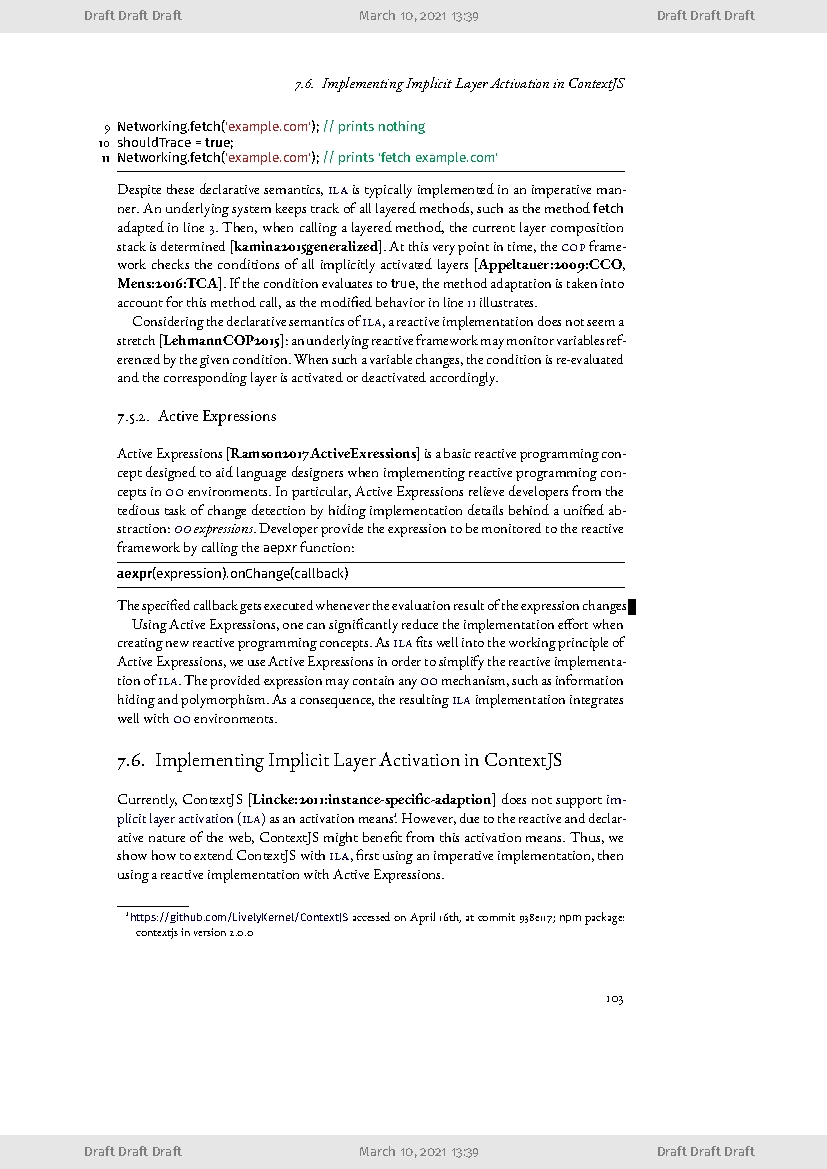 Draft Draft Draft March 10, 2021 13:39 Draft Draft Draft
7.6. Implementing Implicit Layer Activation in ContextJS
9 Networking.fetch('example.com'); // prints nothing
10 shouldTrace = true;
11 Networking.fetch('example.com'); // prints 'fetch example.com'
Despite these declarative semantics, ILA is typically implemented in an imperative man-
ner. An underlying system keeps track of all layered methods, such as the method fetch
adapted in line 3. Then, when calling a layered method, the current layer composition
stack is determined [kamina2015generalized]. At this very point in time, the COP frame-
work checks the conditions of all implicitly activated layers [Appeltauer:2009:CCO,
Mens:2016:TCA]. If the condition evaluates to true, the method adaptation is taken into
account for this method call, as the modified behavior in line 11 illustrates.
Considering the declarative semantics of ILA, a reactive implementation does not seem a
stretch [LehmannCOP2015]: an underlying reactive framework may monitor variables ref-
erenced by the given condition. When such a variable changes, the condition is re-evaluated
and the corresponding layer is activated or deactivated accordingly.
7.5.2. Active Expressions
Active Expressions [Ramson2017ActiveExressions] is a basic reactive programming con-
cept designed to aid language designers when implementing reactive programming con-
cepts in OO environments. In particular, Active Expressions relieve developers from the
tedious task of change detection by hiding implementation details behind a unified ab-
straction: OO expressions. Developer provide the expression to be monitored to the reactive
framework by calling the aepxr function:
aexpr(expression).onChange(callback)
The specified callback gets executed whenever the evaluation result of the expression changes
Using Active Expressions, one can significantly reduce the implementation effort when
creating new reactive programming concepts. As ILA fits well into the working principle of
Active Expressions, we use Active Expressions in order to simplify the reactive implementa-
tion of ILA. The provided expression may contain any OO mechanism, such as information
hiding and polymorphism. As a consequence, the resulting ILA implementation integrates
well with OO environments.
7.6. Implementing Implicit Layer Activation in ContextJS
Currently, ContextJS [Lincke:2011:instance-specific-adaption] does not support im-
plicit layer activation (ILA) as an activation means¹. However, due to the reactive and declar-
ative nature of the web, ContextJS might benefit from this activation means. Thus, we
show how to extend ContextJS with ILA, first using an imperative implementation, then
using a reactive implementation with Active Expressions.
¹https://github.com/LivelyKernel/ContextJS accessed on April 16th, at commit 938e117; npm package:
contextjs in version 2.0.0
103
Draft Draft Draft March 10, 2021 13:39 Draft Draft Draft